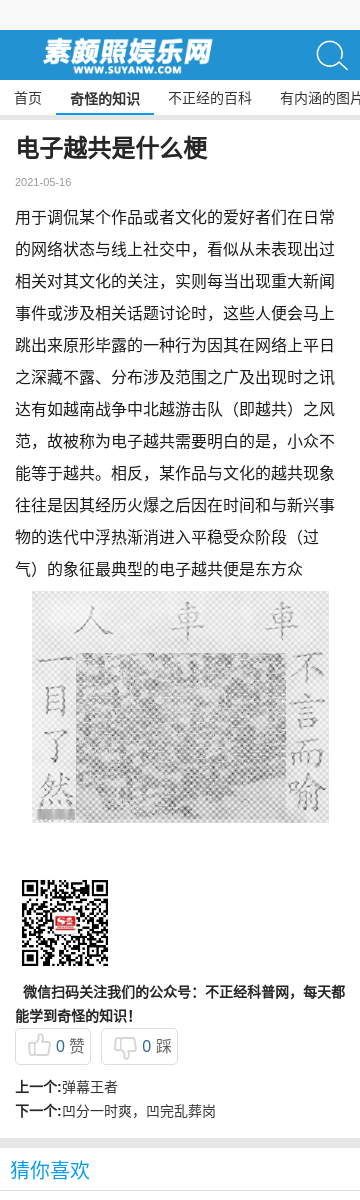 素颜照娱乐网
WWW.SUYANW.COM
首页 奇怪的知识 不正经的百科 有内涵的图片
电子越共是什么梗
2021-05-16
用于调侃某个作品或者文化的爱好者们在日常
的网络状态与线上社交中，看似从未表现出过
相关对其文化的关注，实则每当出现重大新闻
事件或涉及相关话题讨论时，这些人便会马上
跳出来原形毕露的一种行为因其在网络上平日
之深藏不露、分布涉及范围之广及出现时之讯
达有如越南战争中北越游击队（即越共）之风
范，故被称为电子越共需要明白的是，小众不
能等于越共。相反，某作品与文化的越共现象
往往是因其经历火爆之后因在时间和与新兴事
物的迭代中浮热渐消进入平稳受众阶段（过
气）的象征最典型的电子越共便是东方众
人 車 車
一目了然
不言而喻
微信扫码关注我们的公众号：不正经科普网，每天都
能学到奇怪的知识！
0 赞 0 踩
上一个:弹幕王者
下一个:凹分一时爽，凹完乱葬岗
猜你喜欢